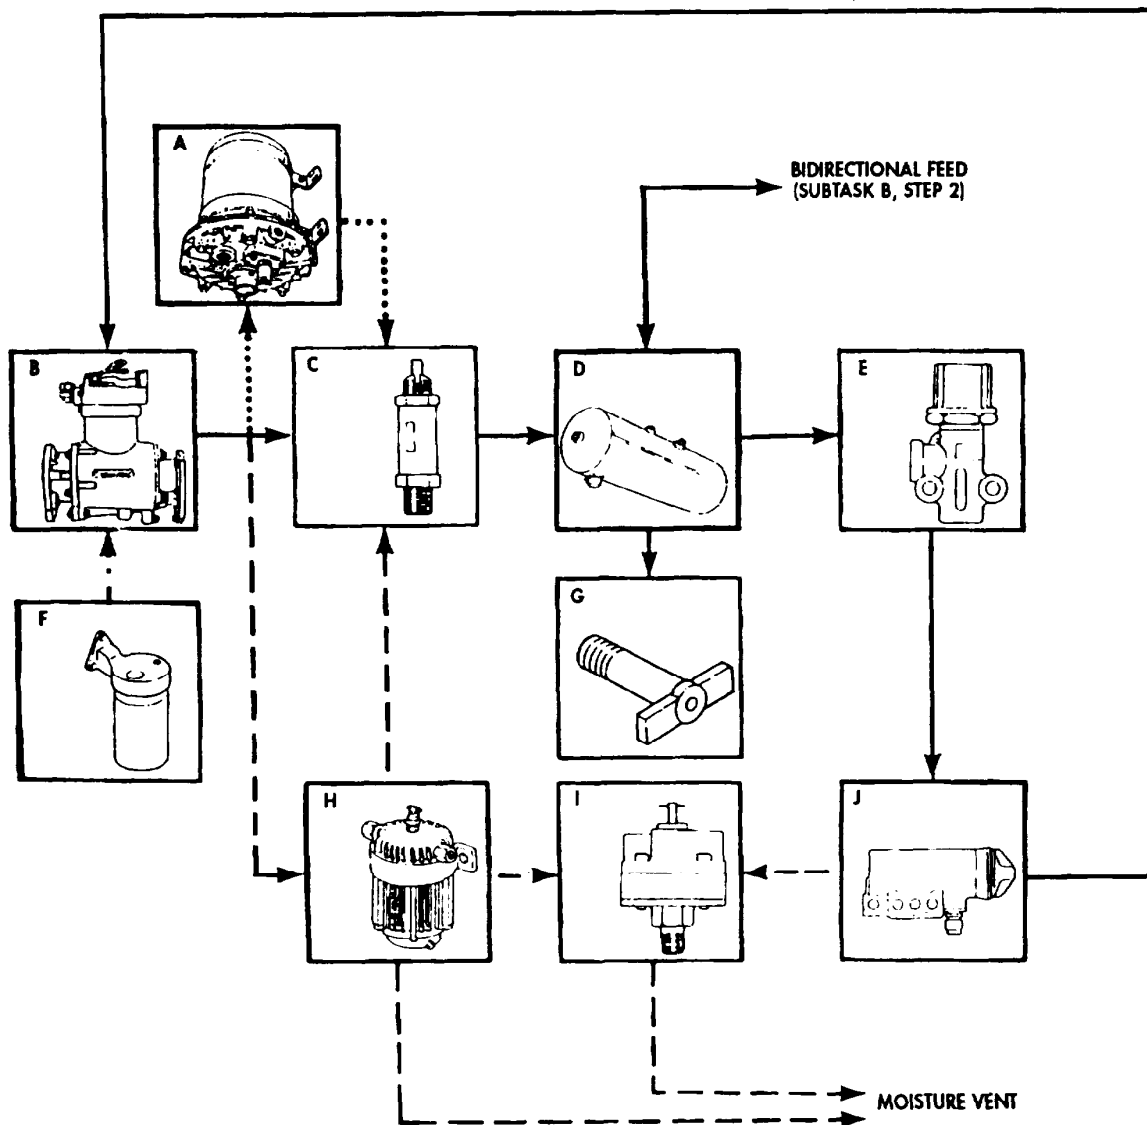 A
BIDIRECTIONAL FEED
(SUBTASK B, STEP 2)
B
C
D
E
F
G
H
I
J
MOISTURE VENT